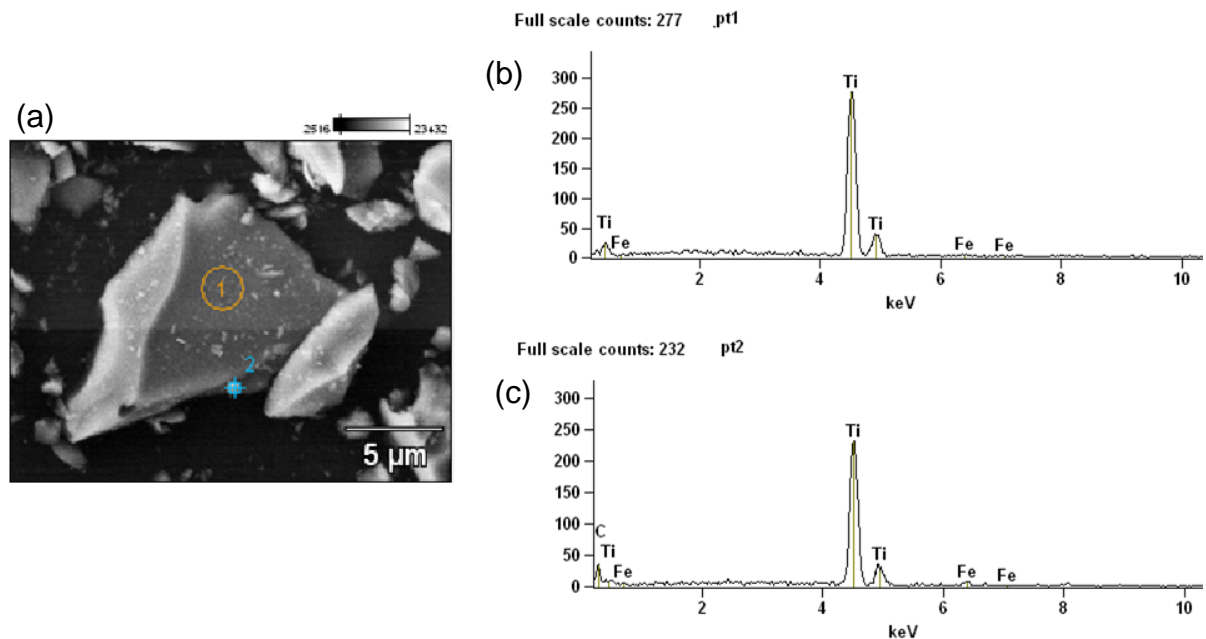 (a)
2516 23432
1
2
5 μm
Full scale counts: 277 pt1
(b)
300
250
200
150
100
50
0
Ti
Fe
Ti
Ti
Fe
Fe
2
4
6
8
10
keV
Full scale counts: 232 pt2
(c)
300
250
200
150
100
50
0
C
Ti
Fe
Ti
Ti
Fe
Fe
2
4
6
8
10
keV